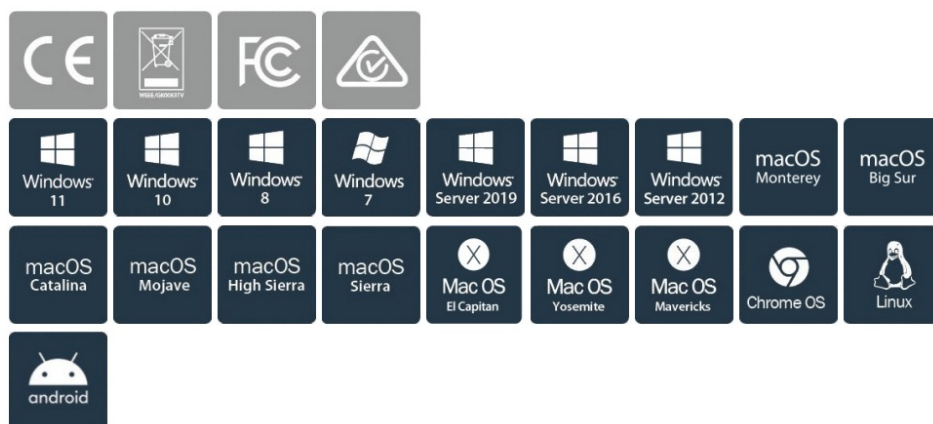 CE
WEEE/GK0063TV
FC
Windows 11
Windows 10
Windows 8
Windows 7
Windows Server 2019
Windows Server 2016
Windows Server 2012
macOS Monterey
macOS Big Sur
macOS Catalina
macOS Mojave
macOS High Sierra
macOS Sierra
X
Mac OS El Capitan
X
Mac OS Yosemite
X
Mac OS Mavericks
Chrome OS
Linux
android